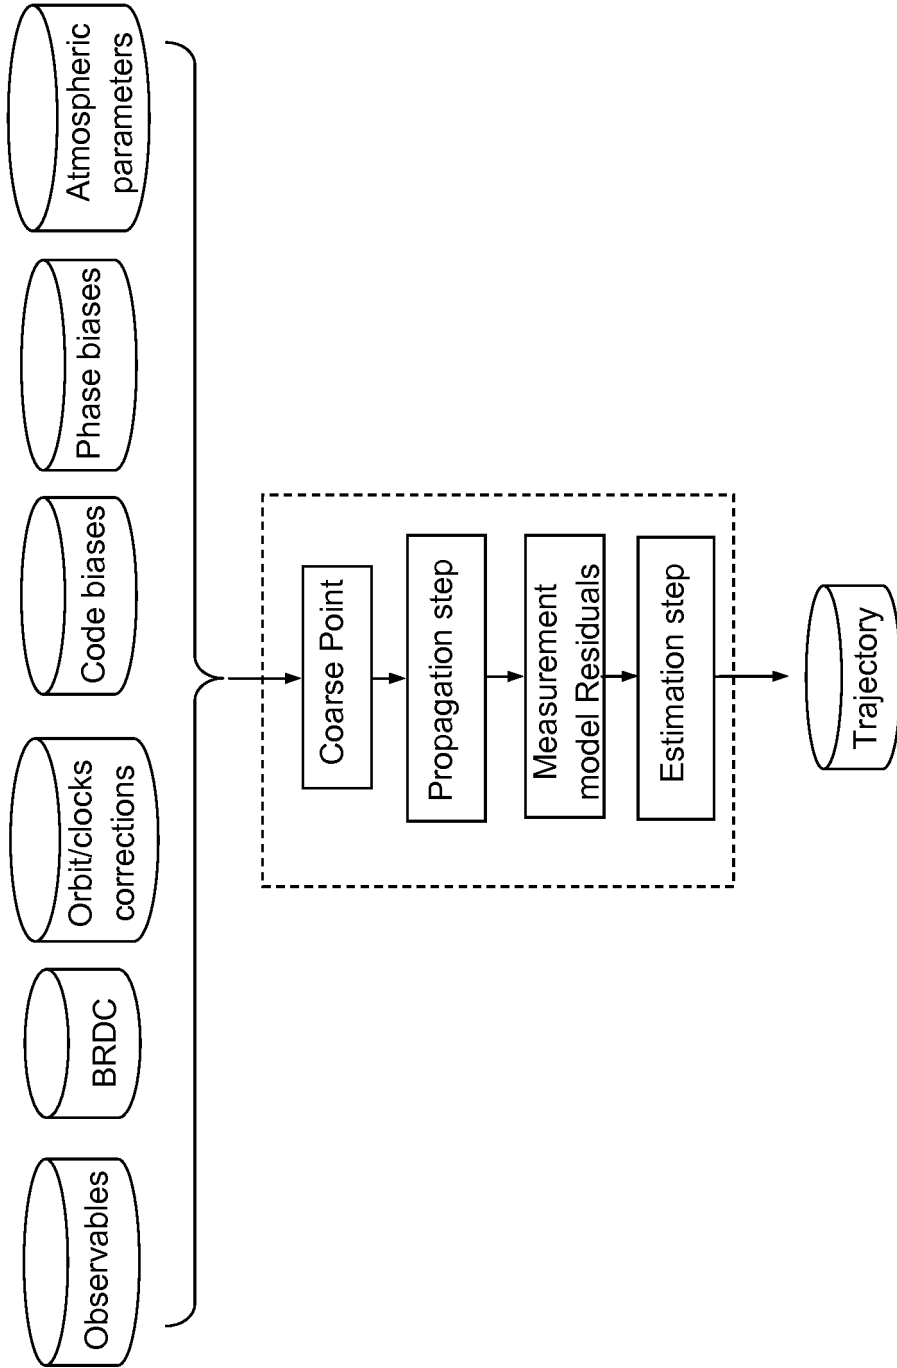 Observables
BRDC
Orbit/clocks
corrections
Code biases
Phase biases
Atmospheric
parameters
Coarse Point
Propagation step
Measurement
model Residuals
Estimation step
Trajectory